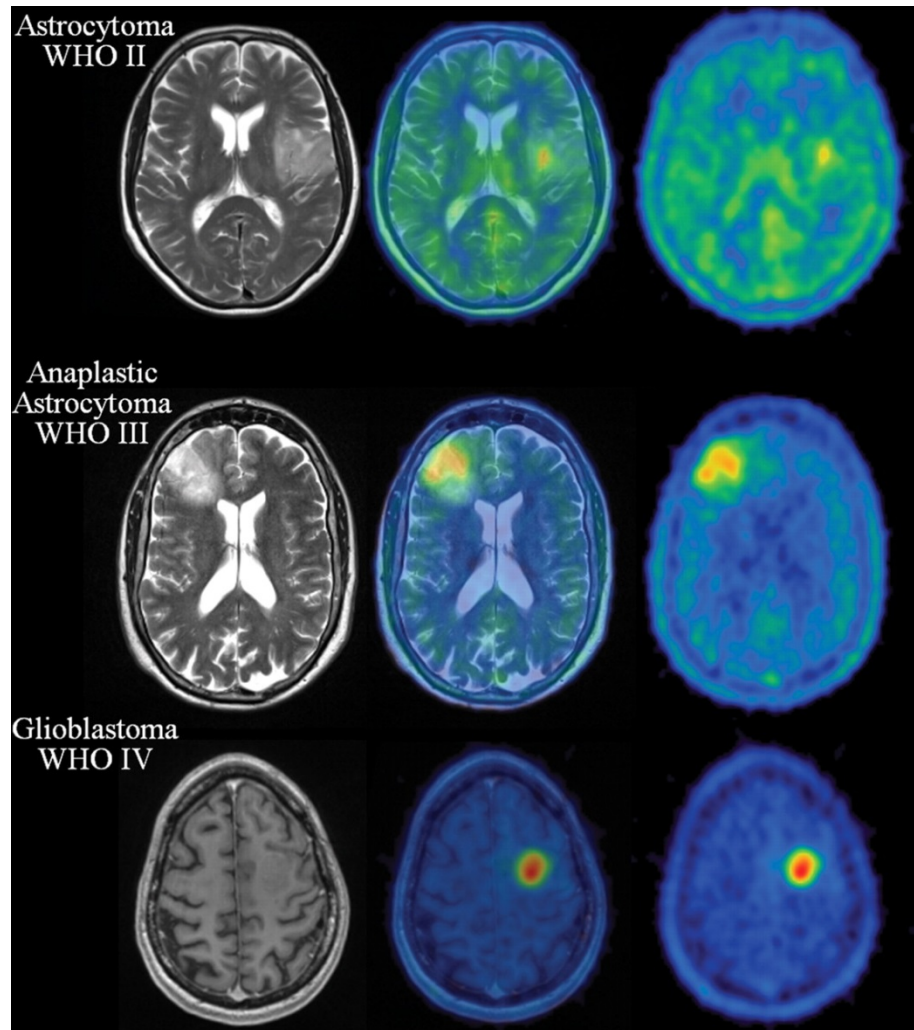 Astrocytoma
WHO II
Anaplastic
Astrocytoma
WHO III
Glioblastoma
WHO IV